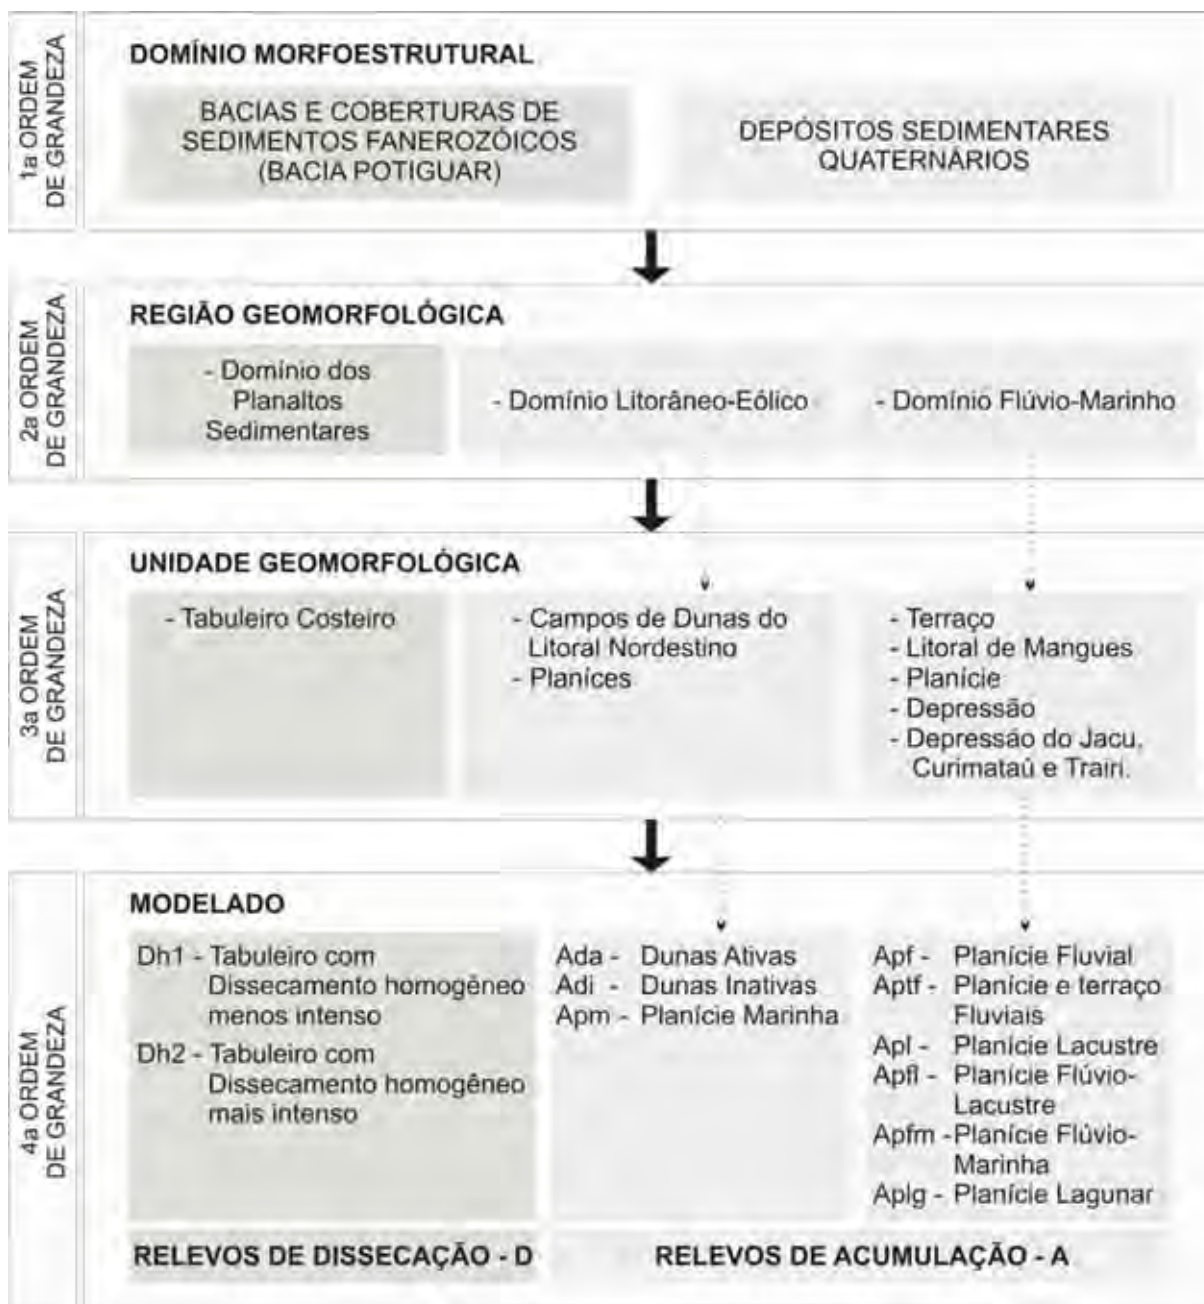 1a ORDEM
DE GRANDEZA
DOMÍNIO MORFOESTRUTURAL
BACIAS E COBERTURAS DE
SEDIMENTOS FANEROZÓICOS
(BACIA POTIGUAR)
DEPÓSITOS SEDIMENTARES
QUATERNÁRIOS
2a ORDEM
DE GRANDEZA
REGIÃO GEOMORFOLÓGICA
- Domínio dos
Planaltos
Sedimentares
- Domínio Litorâneo-Eólico
- Domínio Flúvio-Marinho
3a ORDEM
DE GRANDEZA
UNIDADE GEOMORFOLÓGICA
- Tabuleiro Costeiro
- Campos de Dunas do
Litoral Nordestino
- Planíces
- Terraço
- Litoral de Mangues
- Planície
- Depressão
- Depressão do Jacu,
Curimataú e Trairi.
4a ORDEM
DE GRANDEZA
MODELADO
Dh1 - Tabuleiro com
Dissecamento homogêneo
menos intenso
Dh2 - Tabuleiro com
Dissecamento homogêneo
mais intenso
Ada - Dunas Ativas
Adi - Dunas Inativas
Apm - Planície Marinha
Apf - Planície Fluvial
Aptf - Planície e terraço
Fluviais
Apl - Planície Lacustre
Apfl - Planície Flúvio-
Lacustre
Apfm - Planície Flúvio-
Marinha
Aplg - Planície Lagunar
RELEVOS DE DISSECAÇÃO - D
RELEVOS DE ACUMULAÇÃO - A